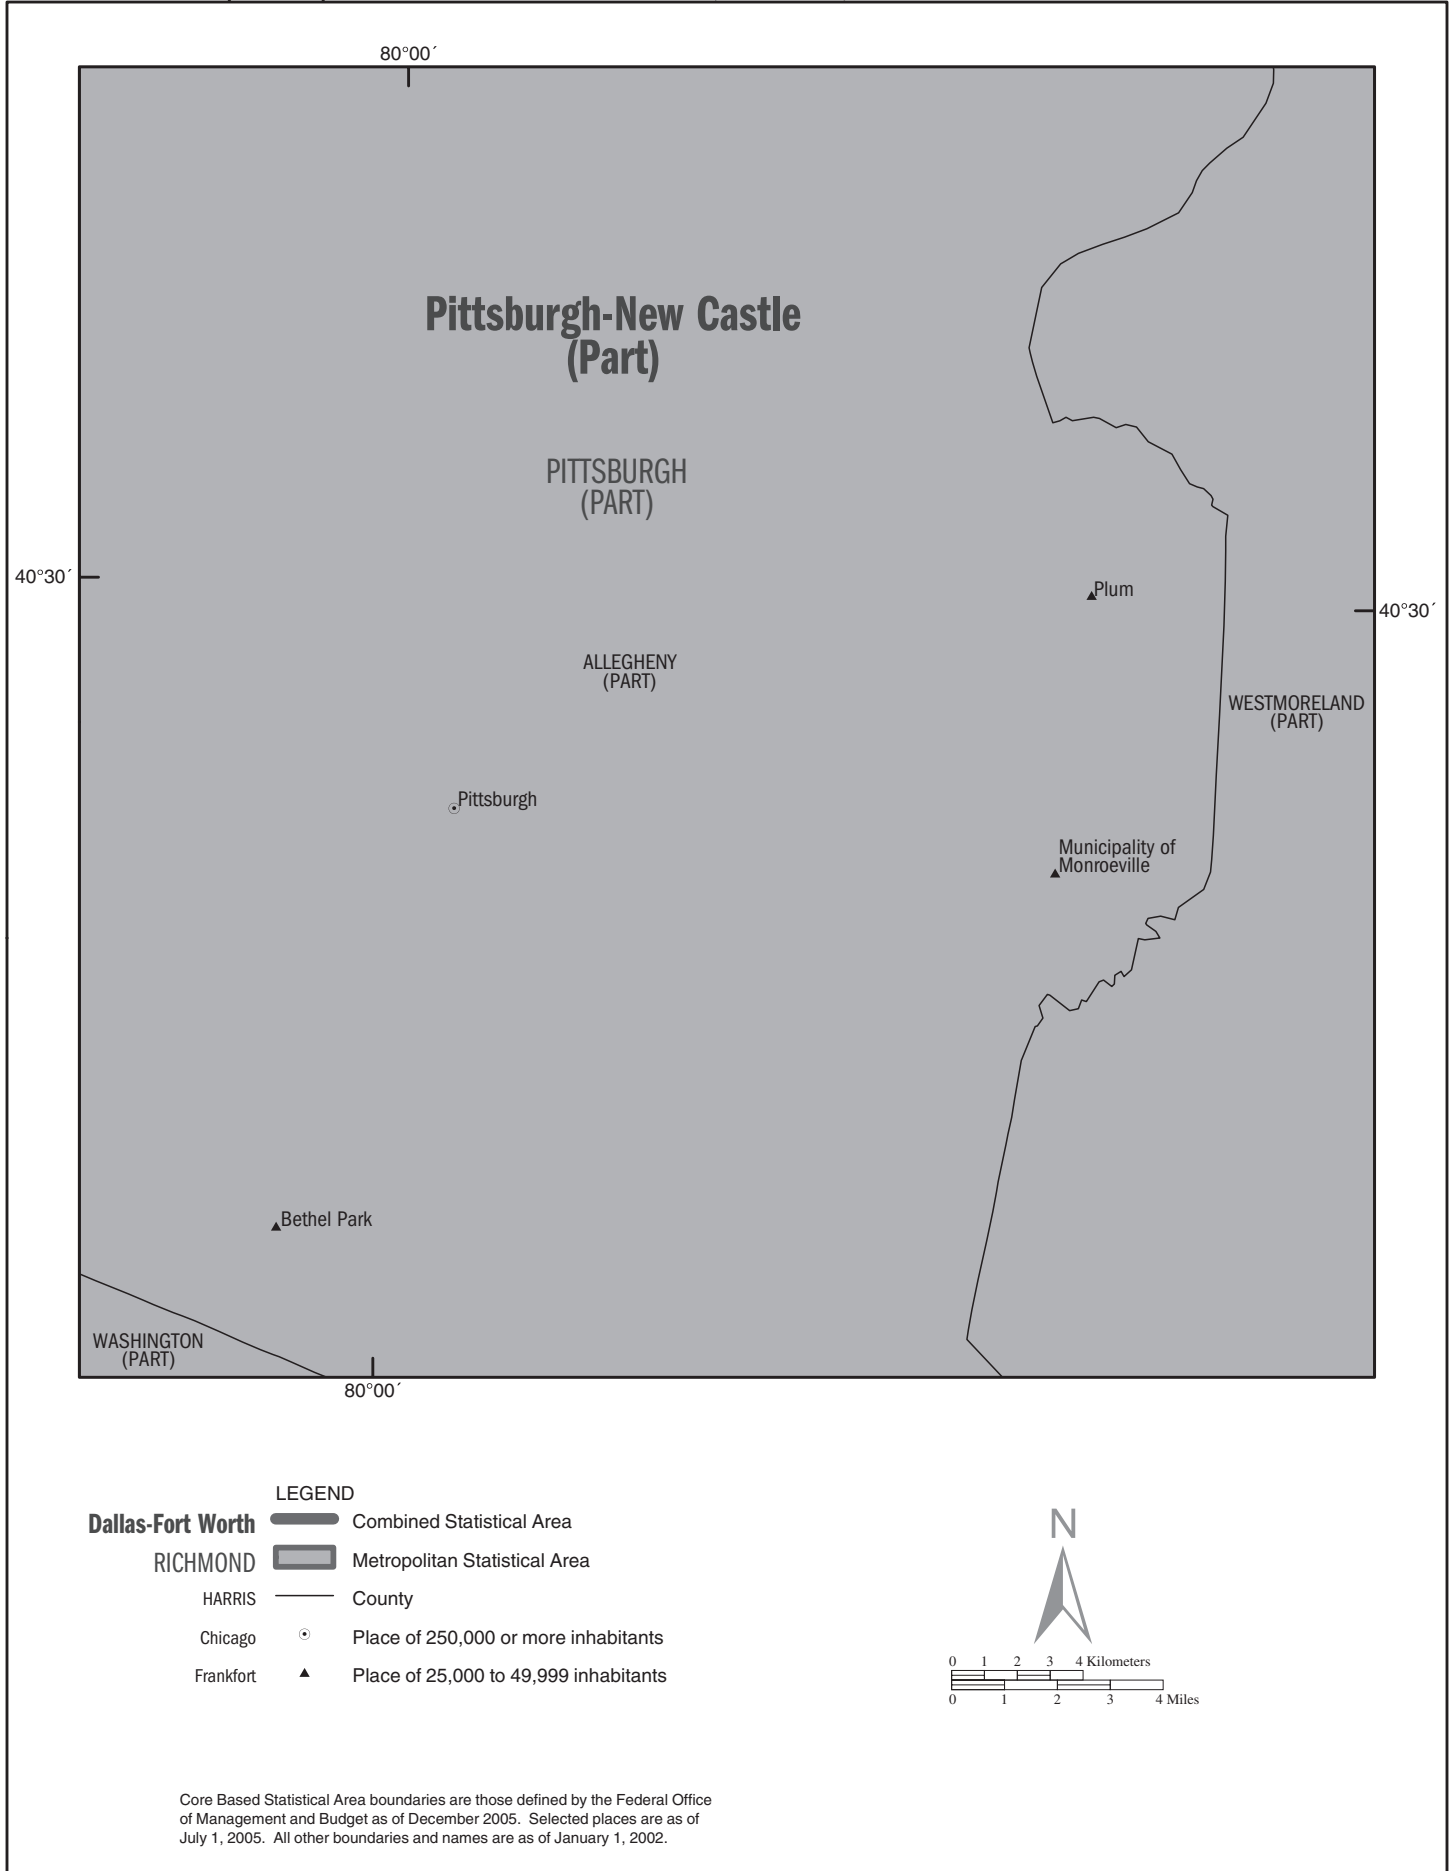 80°00´
Pittsburgh-New Castle
(Part)
PITTSBURGH
(PART)
40°30´
Plum
40°30´
ALLEGHENY
(PART)
WESTMORELAND
(PART)
Pittsburgh
Municipality of
Monroeville
Bethel Park
WASHINGTON
(PART)
80°00´
LEGEND
Dallas-Fort Worth Combined Statistical Area
RICHMOND Metropolitan Statistical Area
HARRIS County
Chicago Place of 250,000 or more inhabitants
Frankfort Place of 25,000 to 49,999 inhabitants
N
0 1 2 3 4 Kilometers
0 1 2 3 4 Miles
Core Based Statistical Area boundaries are those defined by the Federal Office
of Management and Budget as of December 2005.  Selected places are as of
July 1, 2005.  All other boundaries and names are as of January 1, 2002.